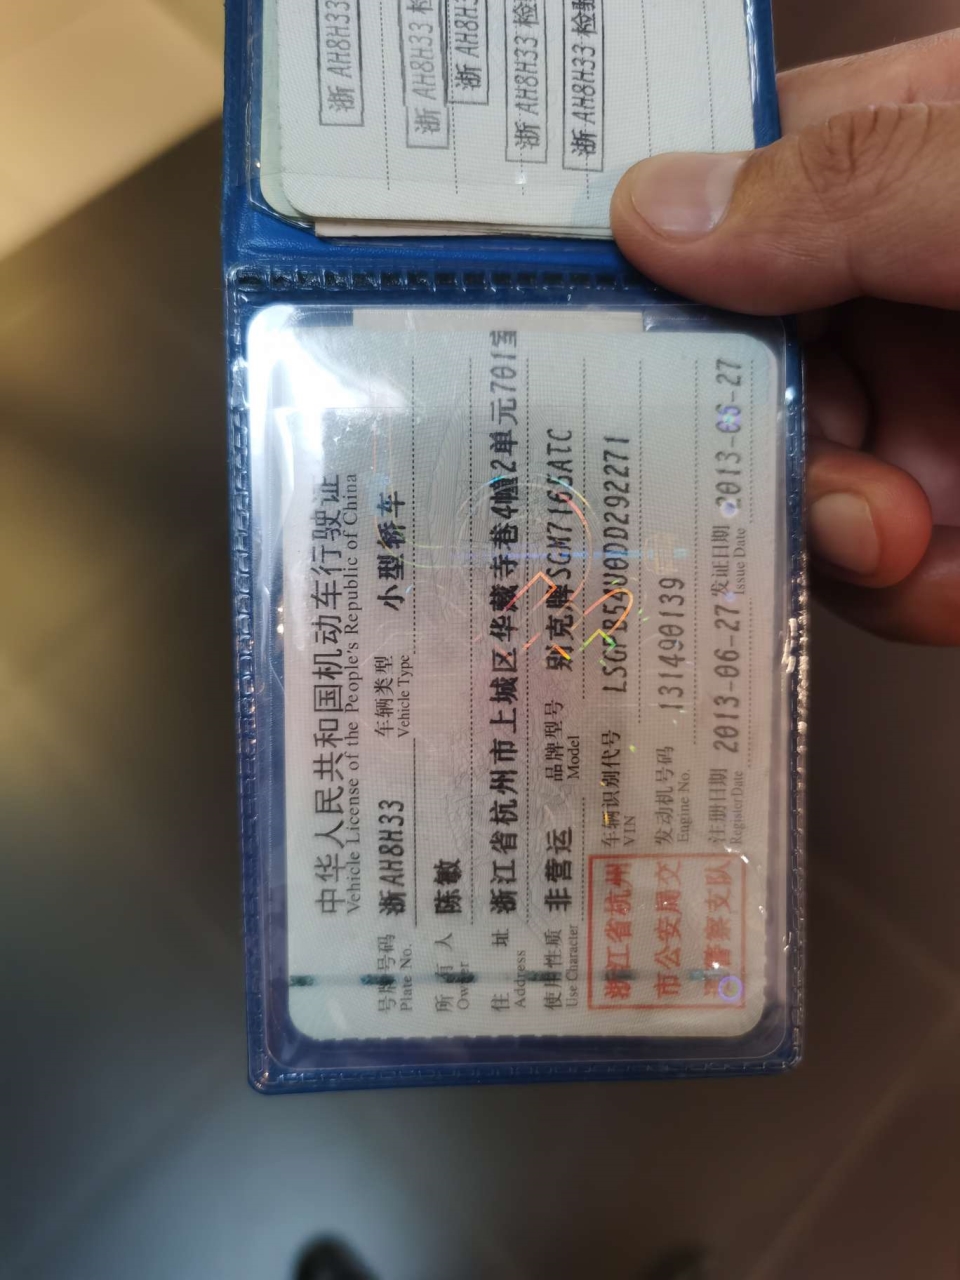 浙 AH8H33
浙 AH8H33 检
浙 AH8H3
浙 AH8H33 检
浙 AH8H33 检验
中华人民共和国机动车行驶证
Vehicle License of the People's Republic of China
号牌号码 浙AH8H33 车辆类型 小型轿车
Plate No. Vehicle Type
所有人 陈敏
Owner
住址 浙江省杭州市上城区华藏寺巷4幢2单元701室
Address
使用性质 非营运 品牌型号 别克牌SGM7165ATC
Use Character Model
浙江省杭州
市公安局交
通警察支队
车辆识别代号 LSGPB54U0DD292271
VIN
发动机号码 131490139
Engine No.
注册日期 2013-06-27 发证日期 2013-06-27
Register Date Issue Date